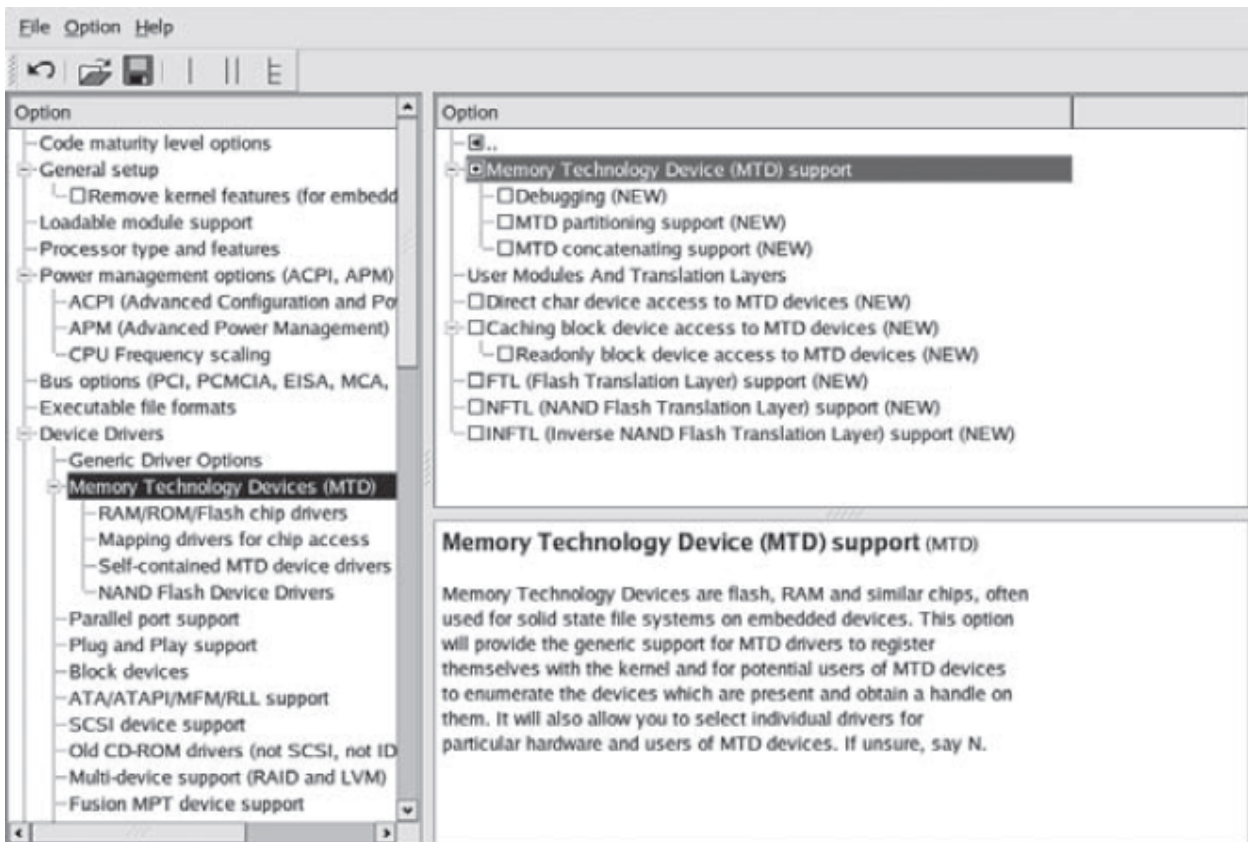 File Option Help
Option
Code maturity level options
General setup
Remove kernel features (for embedd
Loadable module support
Processor type and features
Power management options (ACPI, APM)
ACPI (Advanced Configuration and Po
APM (Advanced Power Management)
CPU Frequency scaling
Bus options (PCI, PCMCIA, EISA, MCA,
Executable file formats
Device Drivers
Generic Driver Options
Memory Technology Devices (MTD)
RAM/ROM/Flash chip drivers
Mapping drivers for chip access
Self-contained MTD device drivers
NAND Flash Device Drivers
Parallel port support
Plug and Play support
Block devices
ATA/ATAPI/MFM/RLL support
SCSI device support
Old CD-ROM drivers (not SCSI, not ID
Multi-device support (RAID and LVM)
Fusion MPT device support
Option
..
Memory Technology Device (MTD) support
Debugging (NEW)
MTD partitioning support (NEW)
MTD concatenating support (NEW)
User Modules And Translation Layers
Direct char device access to MTD devices (NEW)
Caching block device access to MTD devices (NEW)
Readonly block device access to MTD devices (NEW)
FTL (Flash Translation Layer) support (NEW)
NFTL (NAND Flash Translation Layer) support (NEW)
INFTL (Inverse NAND Flash Translation Layer) support (NEW)
Memory Technology Device (MTD) support (MTD)
Memory Technology Devices are flash, RAM and similar chips, often
used for solid state file systems on embedded devices. This option
will provide the generic support for MTD drivers to register
themselves with the kernel and for potential users of MTD devices
to enumerate the devices which are present and obtain a handle on
them. It will also allow you to select individual drivers for
particular hardware and users of MTD devices. If unsure, say N.